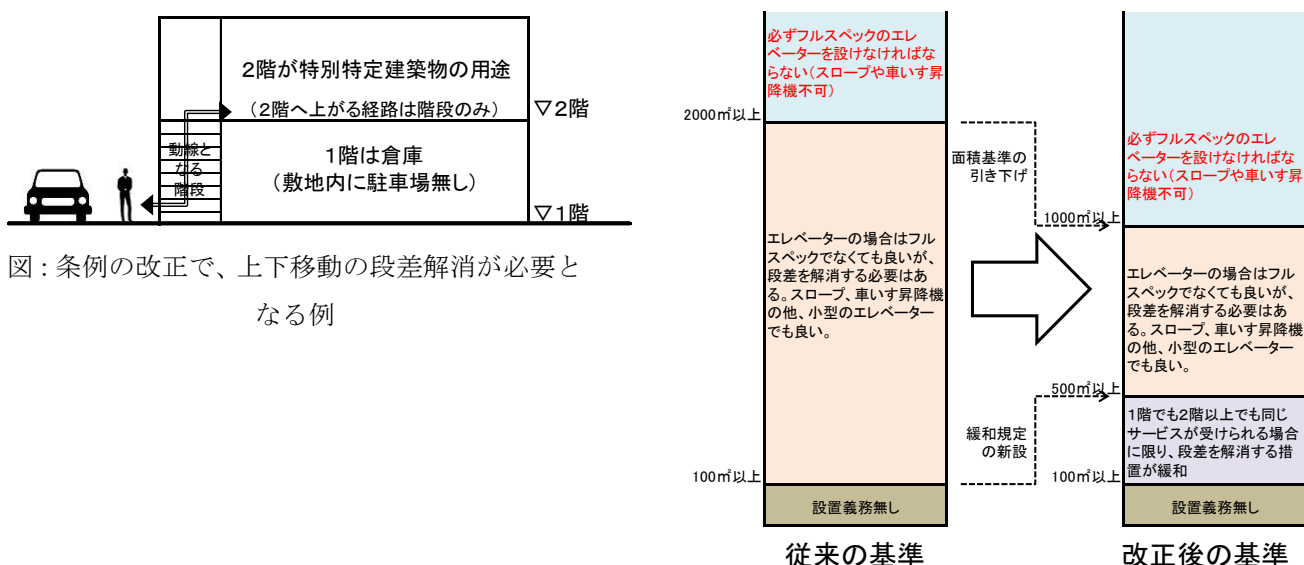 2階が特別特定建築物の用途
(2階へ上がる経路は階段のみ)
▽2階
動線と
なる
階段
1階は倉庫
(敷地内に駐車場無し)
▽1階
図:条例の改正で、上下移動の段差解消が必要と
なる例
必ずフルスペックのエレ
ベーターを設けなければな
らない(スロープや車いす昇
降機不可)
2000㎡以上
エレベーターの場合はフル
スペックでなくても良いが、
段差を解消する必要はあ
る。スロープ、車いす昇降機
の他、小型のエレベーター
でも良い。
100㎡以上
設置義務無し
従来の基準
面積基準の
引き下げ
緩和規定
の新設
必ずフルスペックのエレ
ベーターを設けなければな
らない(スロープや車いす昇
降機不可)
1000㎡以上
エレベーターの場合はフル
スペックでなくても良いが、
段差を解消する必要はあ
る。スロープ、車いす昇降機
の他、小型のエレベーター
でも良い。
500㎡以上
1階でも2階以上でも同じ
サービスが受けられる場合
に限り、段差を解消する措
置が緩和
100㎡以上
設置義務無し
改正後の基準